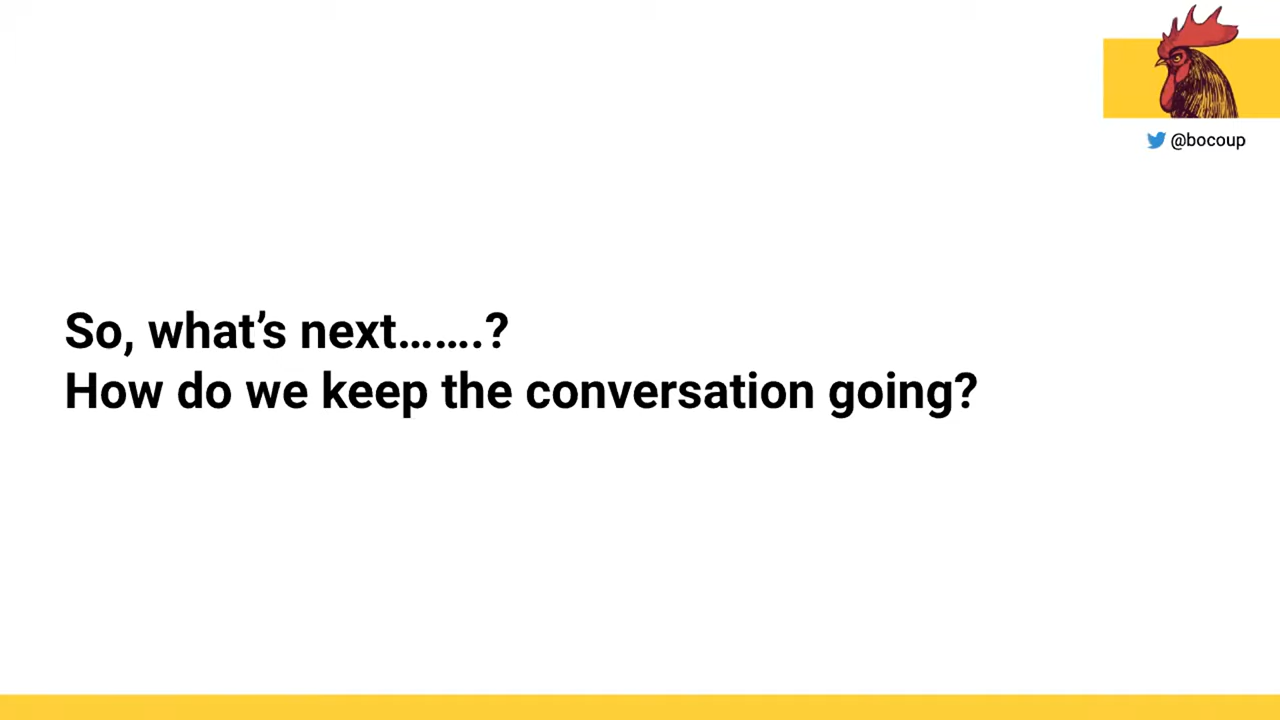 @bocoup
So, what’s next…….?
How do we keep the conversation going?